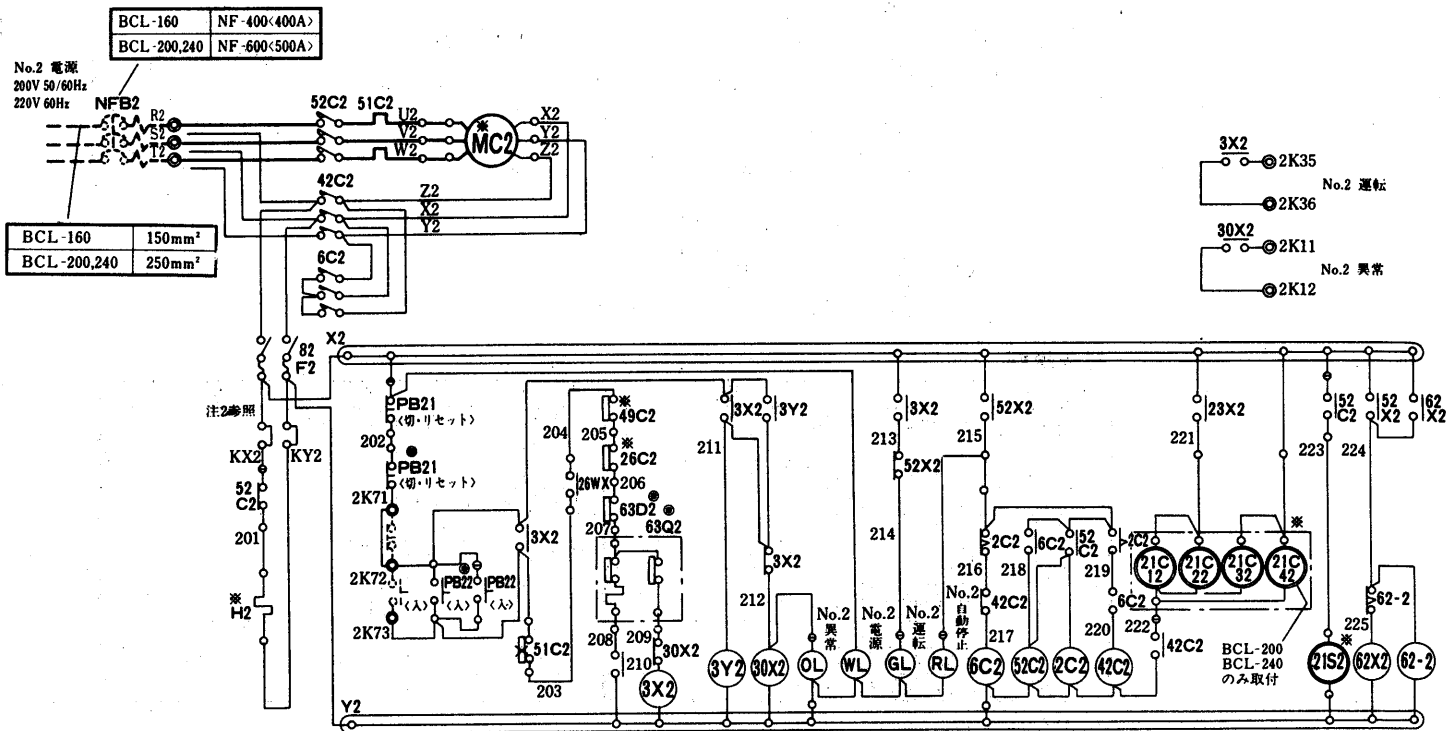 BCL-160 NF-400<400A>
BCL-200,240 NF-600<500A>
No.2 電源
200V 50/60Hz
220V 60Hz
NFB2
R2
S2
T2
52C2
51C2
U2
V2
W2
※
MC2
X2
Y2
Z2
42C2
Z2
X2
Y2
6C2
BCL-160 150mm²
BCL-200,240 250mm²
3X2
2K35
No.2 運転
2K36
30X2
2K11
No.2 異常
2K12
82
F2
X2
注2参照
KX2
KY2
52
C2
201
※
H2
PB21
<切・リセット>
202
PB21
<切・リセット>
2K71
2K72
2K73
PB22
<入>
<入>
PB22
<入>
3X2
51C2
203
204
26WX
※
49C2
205
※
26C2
206
63D2
207
63Q2
208
209
210
30X2
3X2
3X2
211
3Y2
3X2
212
3Y2
30X2
No.2 異常
OL
No.2 電源
WL
3X2
213
52X2
214
No.2 運転
GL
RL
No.2 自動停止
52X2
215
2C2
216
42C2
217
6C2
6C2
218
52C2
52
C2
2C2
2C2
219
6C2
220
42C2
23X2
221
※
21C
12
21C
22
21C
32
21C
42
222
42C2
BCL-200
BCL-240
のみ取付
52
C2
223
※
21S2
52
X2
224
62
X2
62-2
225
62X2
62-2
Y2